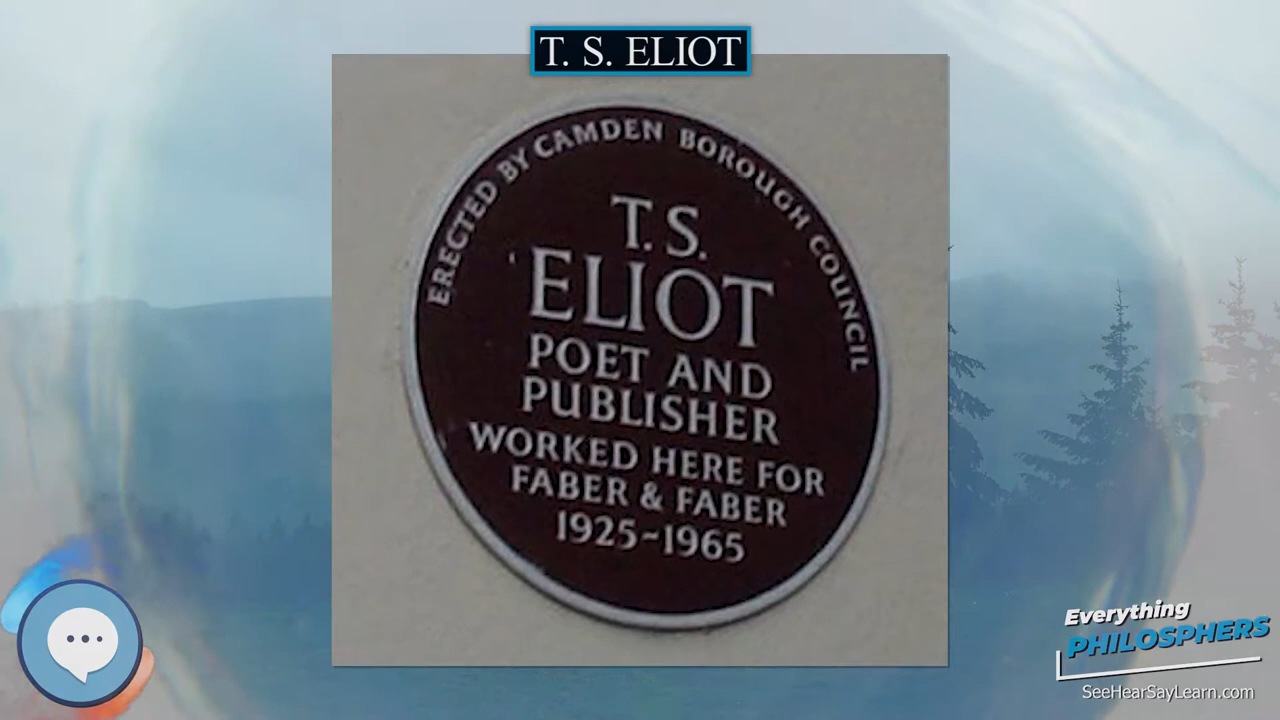 T. S. ELIOT
ERECTED BY CAMDEN BOROUGH COUNCIL
T. S.
ELIOT
POET AND
PUBLISHER
WORKED HERE FOR
FABER & FABER
1925~1965
Everything
PHILOSPHERS
SeeHearSayLearn.com